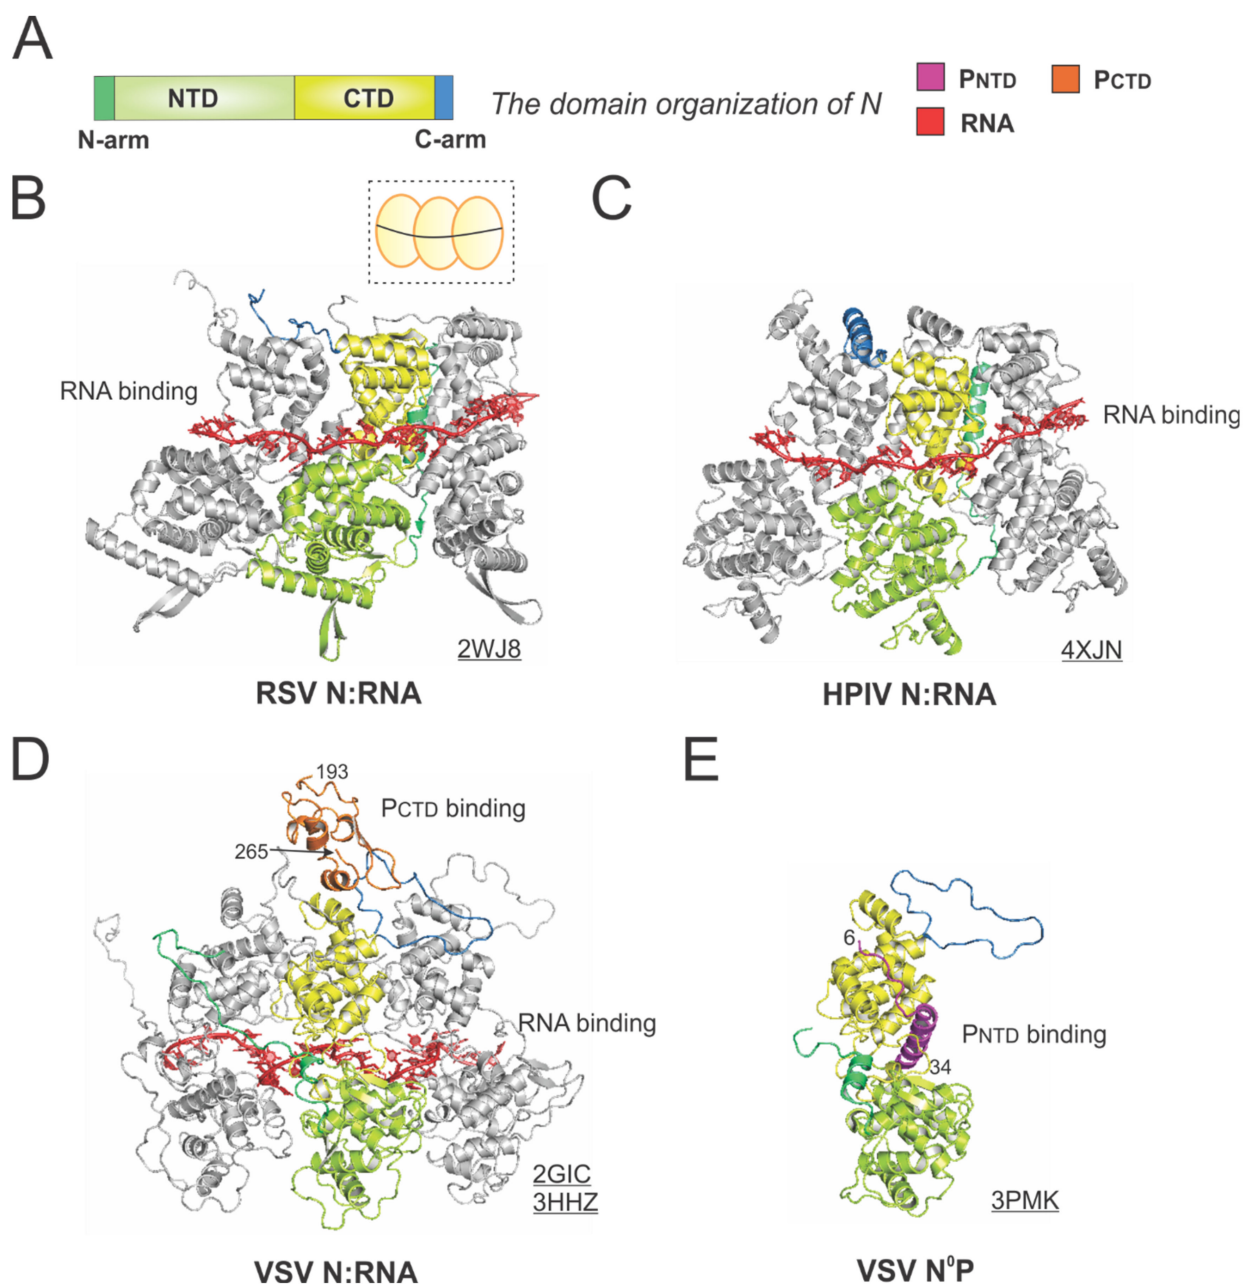 A
NTD
CTD
N-arm
C-arm
The domain organization of N
PNTD
PCTD
RNA
B
RNA binding
2WJ8
RSV N:RNA
C
RNA binding
4XJN
HPIV N:RNA
D
193
PCTD binding
265
RNA binding
2GIC
3HHZ
VSV N:RNA
E
6
PNTD binding
34
3PMK
VSV N⁰P